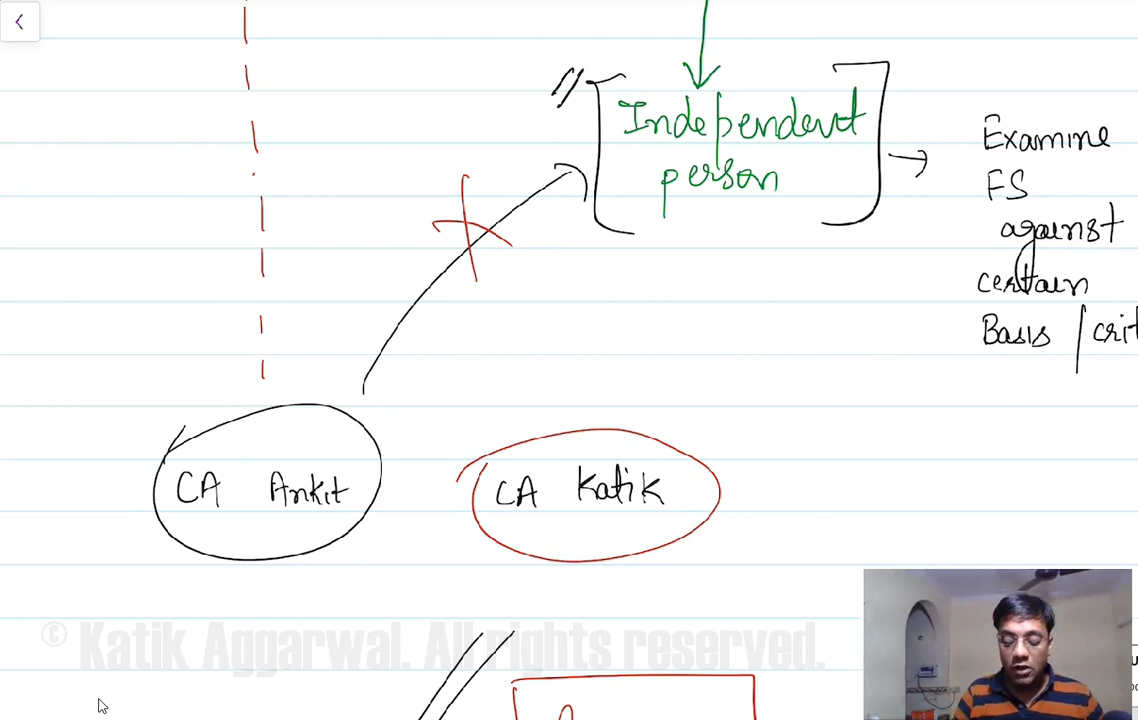 Independent
person
Examine
FS
against
certain
Basis / crit
CA Ankit
CA Katik
© Katik Aggarwal. All rights reserved.